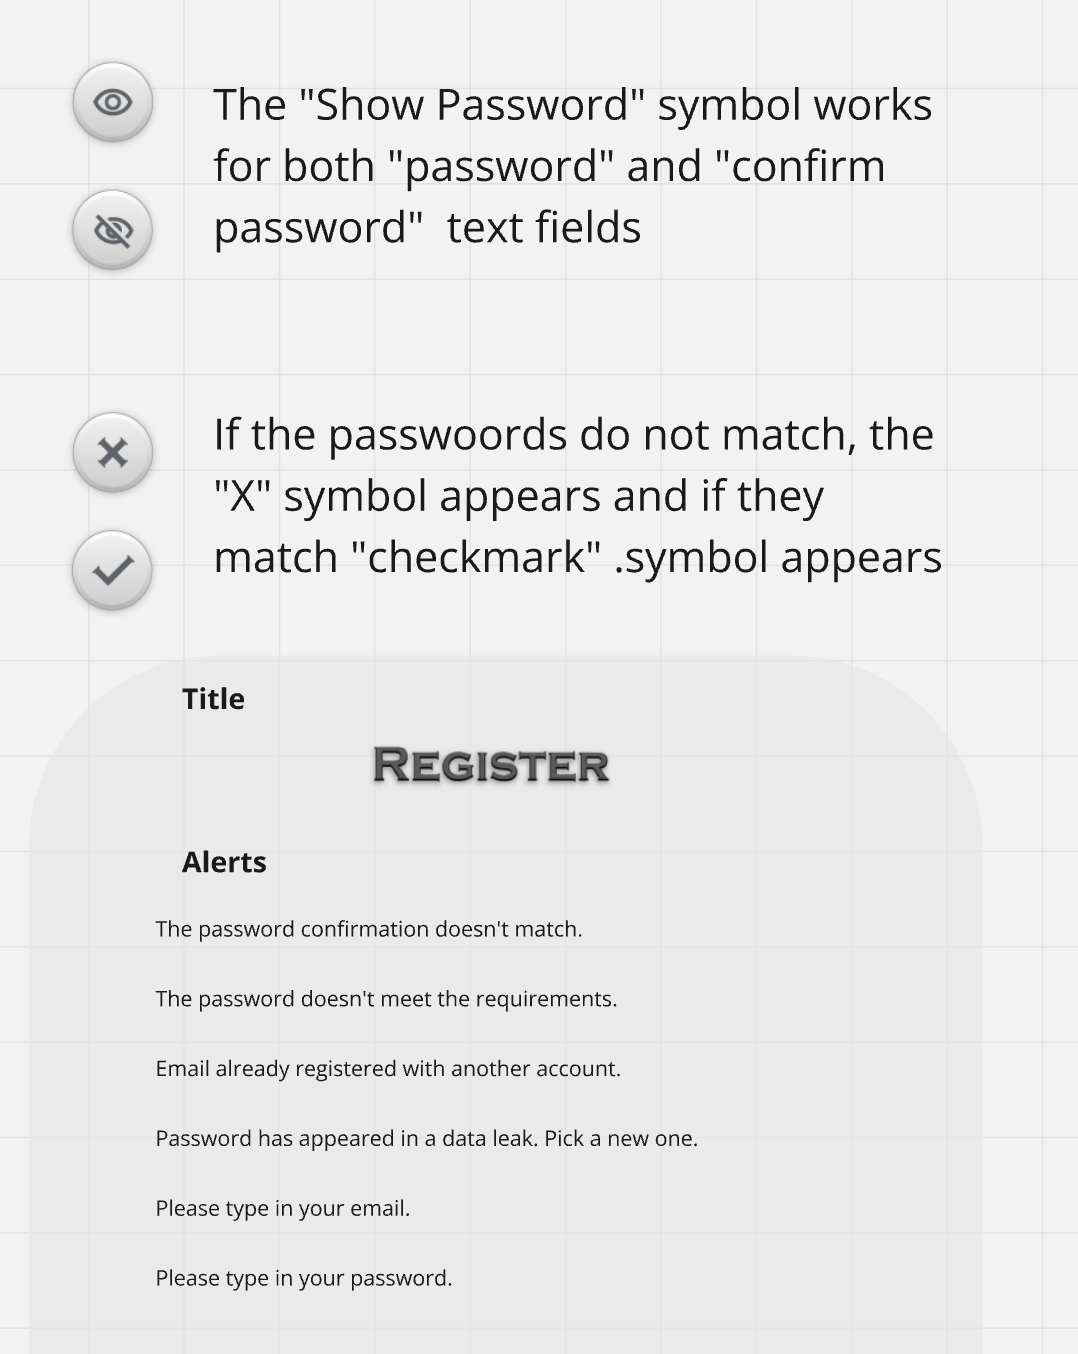 The "Show Password" symbol works
for both "password" and "confirm
password"  text fields
If the passwoords do not match, the
"X" symbol appears and if they
match "checkmark" .symbol appears
Title
REGISTER
Alerts
The password confirmation doesn't match.
The password doesn't meet the requirements.
Email already registered with another account.
Password has appeared in a data leak. Pick a new one.
Please type in your email.
Please type in your password.